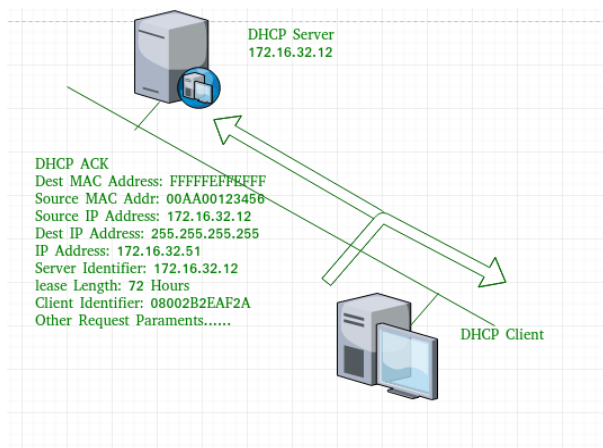 DHCP Server
172.16.32.12
DHCP ACK
Dest MAC Address: FFFFFEFFEFFF
Source MAC Addr: 00AA00123456
Source IP Address: 172.16.32.12
Dest IP Address: 255.255.255.255
IP Address: 172.16.32.51
Server Identifier: 172.16.32.12
lease Length: 72 Hours
Client Identifier: 08002B2EAF2A
Other Request Paraments......
DHCP Client